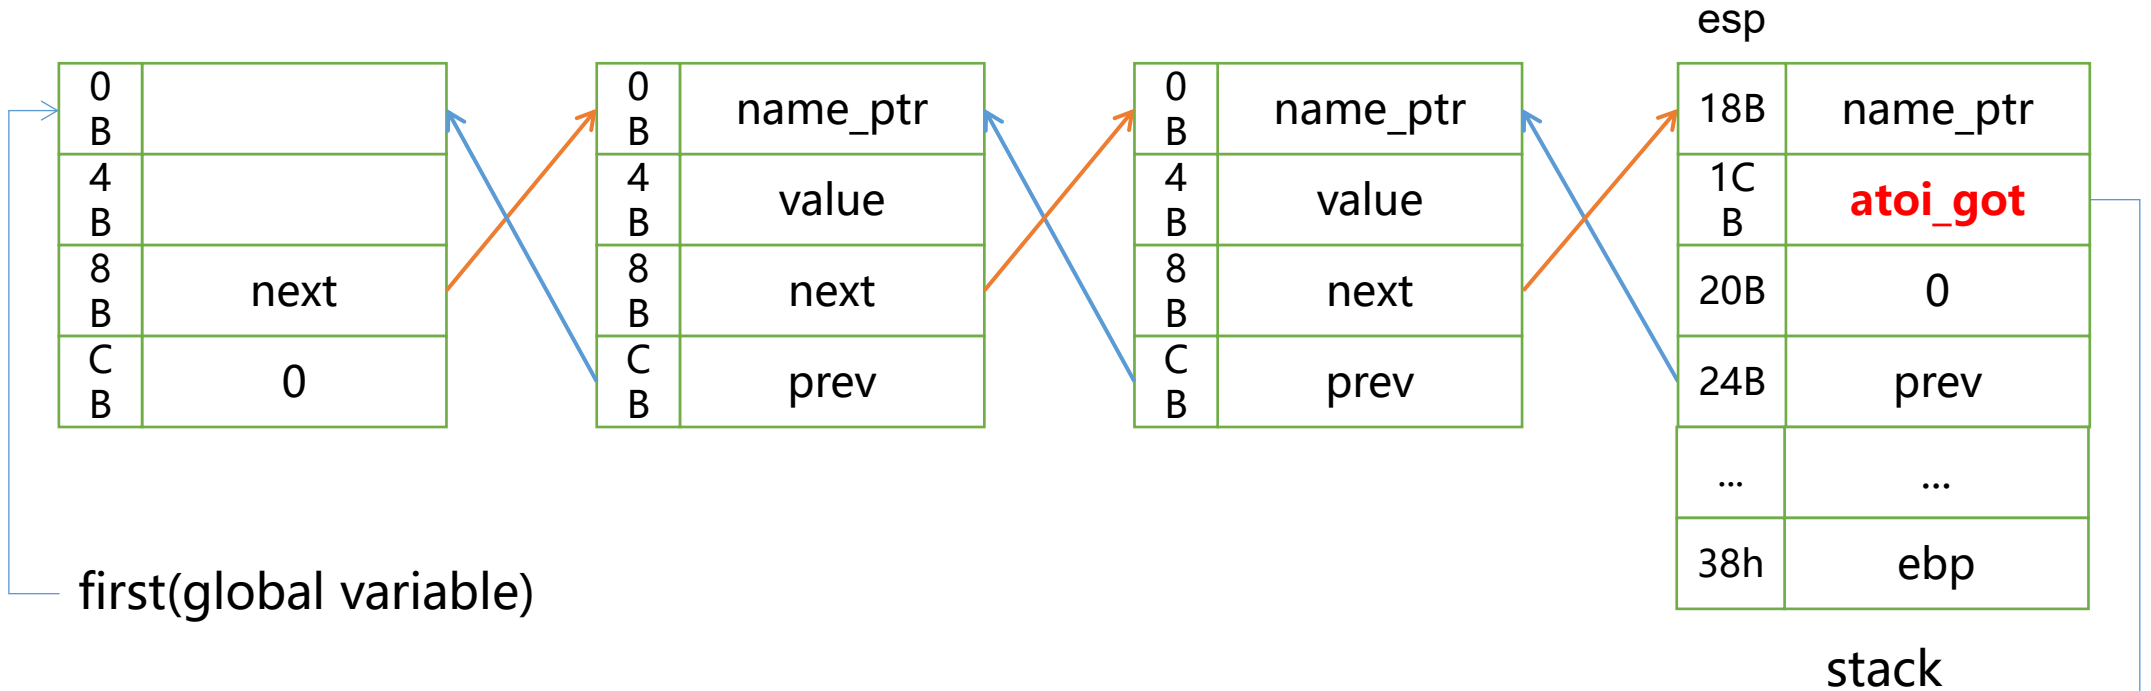 esp
0 B
0 B name_ptr
0 B name_ptr
18B name_ptr
4 B
4 B value
4 B value
1C B atoi_got
8 B next
8 B next
8 B next
20B 0
C B 0
C B prev
C B prev
24B prev
... ...
38h ebp
first(global variable)
stack